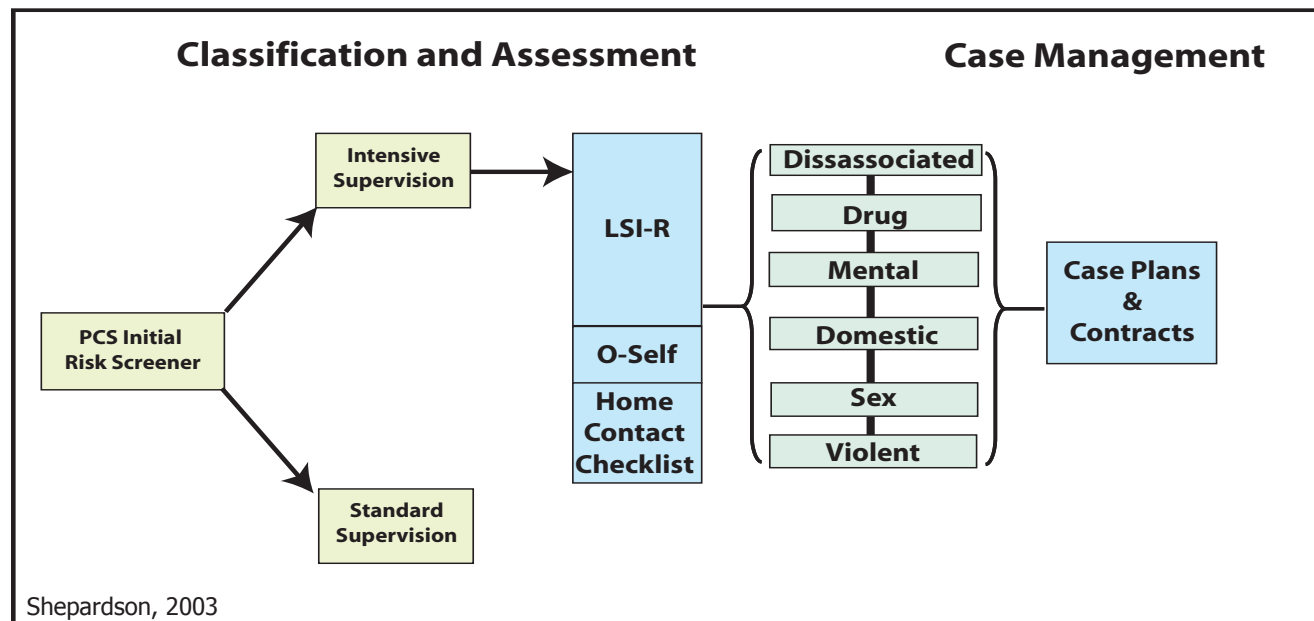 Classification and Assessment
Case Management
PCS Initial
Risk Screener
Intensive
Supervision
Standard
Supervision
LSI-R
O-Self
Home
Contact
Checklist
Dissassociated
Drug
Mental
Domestic
Sex
Violent
Case Plans
&
Contracts
Shepardson, 2003